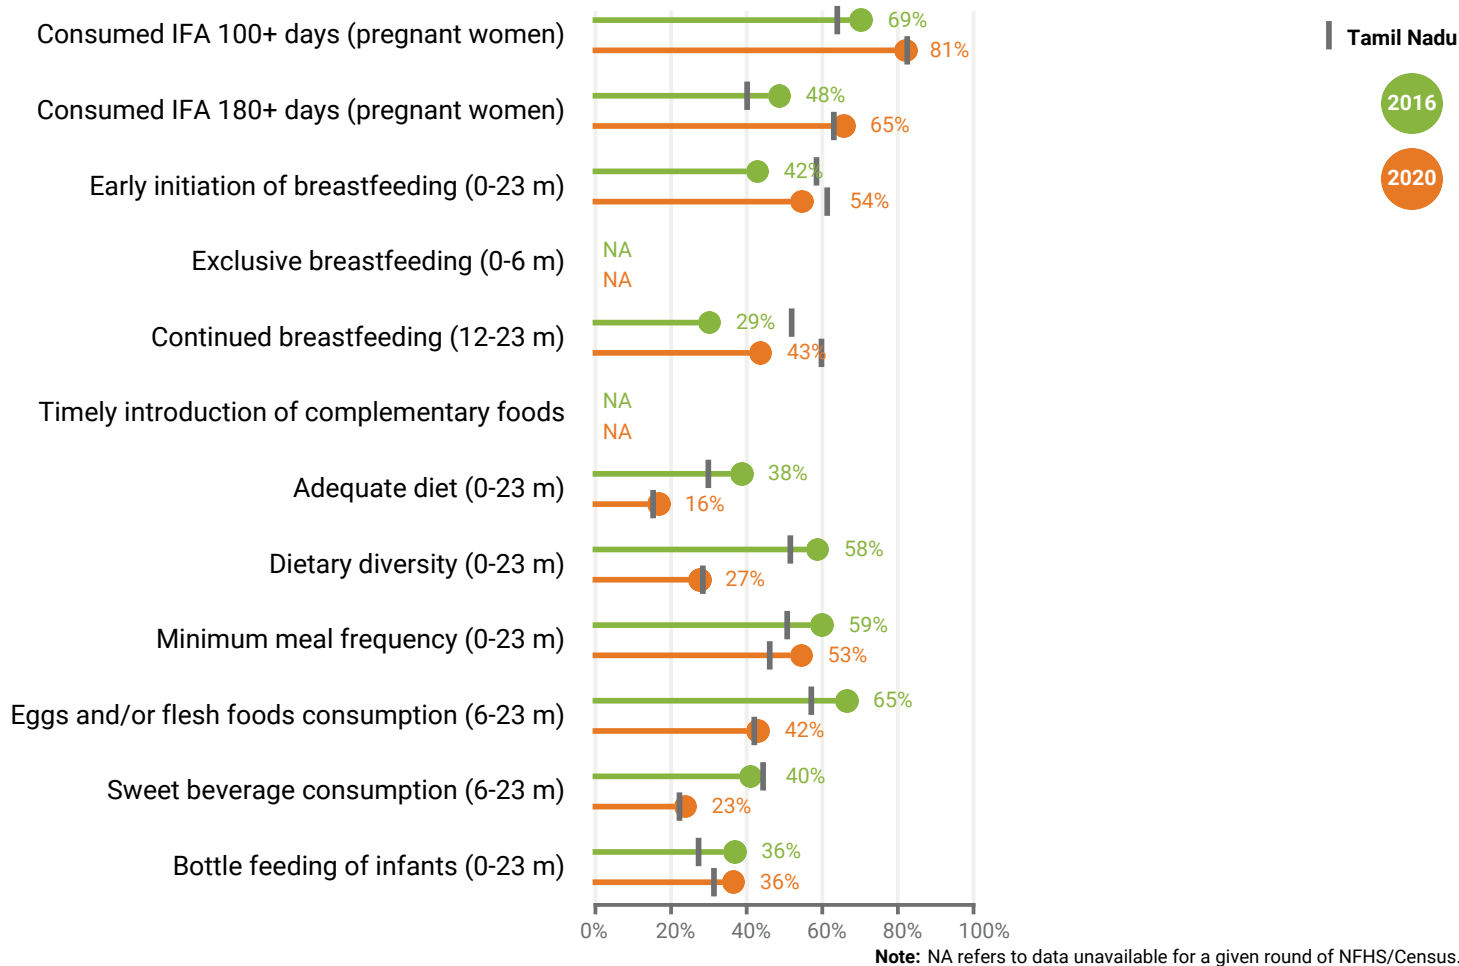 Consumed IFA 100+ days (pregnant women)
69%
81%
Consumed IFA 180+ days (pregnant women)
48%
65%
Early initiation of breastfeeding (0-23 m)
42%
54%
Exclusive breastfeeding (0-6 m)
NA
NA
Continued breastfeeding (12-23 m)
29%
43%
Timely introduction of complementary foods
NA
NA
Adequate diet (0-23 m)
38%
16%
Dietary diversity (0-23 m)
58%
27%
Minimum meal frequency (0-23 m)
59%
53%
Eggs and/or flesh foods consumption (6-23 m)
65%
42%
Sweet beverage consumption (6-23 m)
40%
23%
Bottle feeding of infants (0-23 m)
36%
36%
0% 20% 40% 60% 80% 100%
Tamil Nadu
2016
2020
Note: NA refers to data unavailable for a given round of NFHS/Census.